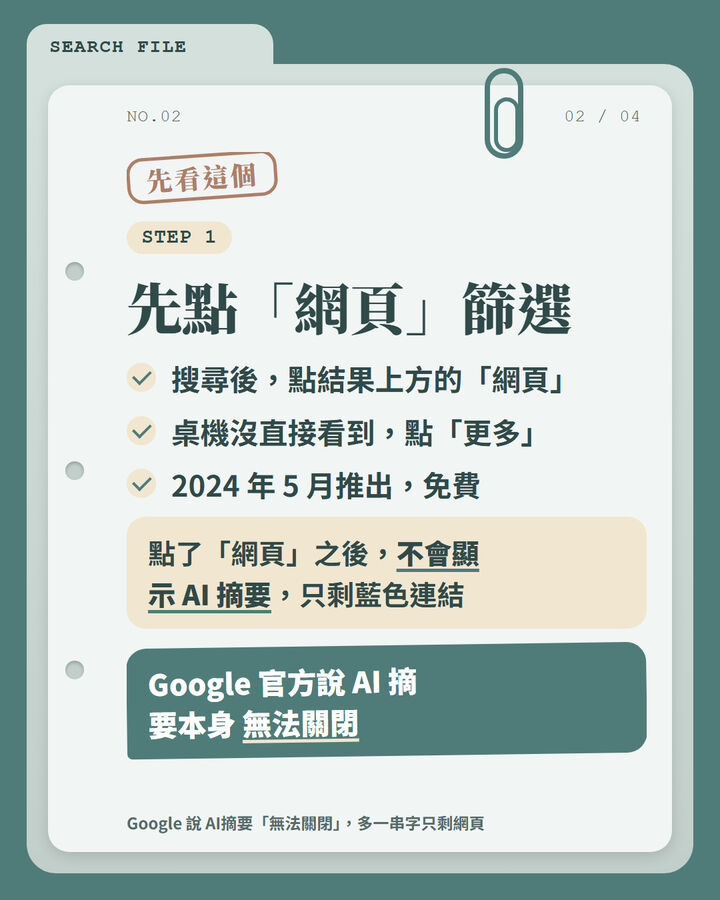 SEARCH FILE
NO.02
02 / 04
先看這個
STEP 1
先點「網頁」篩選
搜尋後，點結果上方的「網頁」
桌機沒直接看到，點「更多」
2024 年 5 月推出，免費
點了「網頁」之後，不會顯
示 AI 摘要，只剩藍色連結
Google 官方說 AI 摘
要本身 無法關閉
Google 說 AI摘要「無法關閉」，多一串字只剩網頁